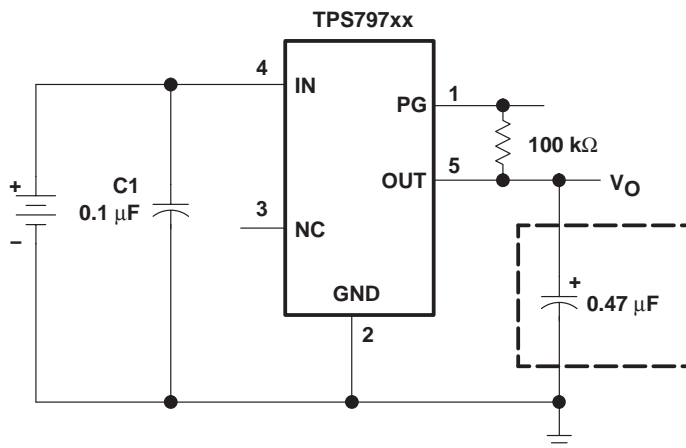 TPS797xx
4
IN
PG
1
100 kΩ
5
OUT
VO
+
C1
0.1 μF
3
NC
−
GND
2
+
0.47 μF